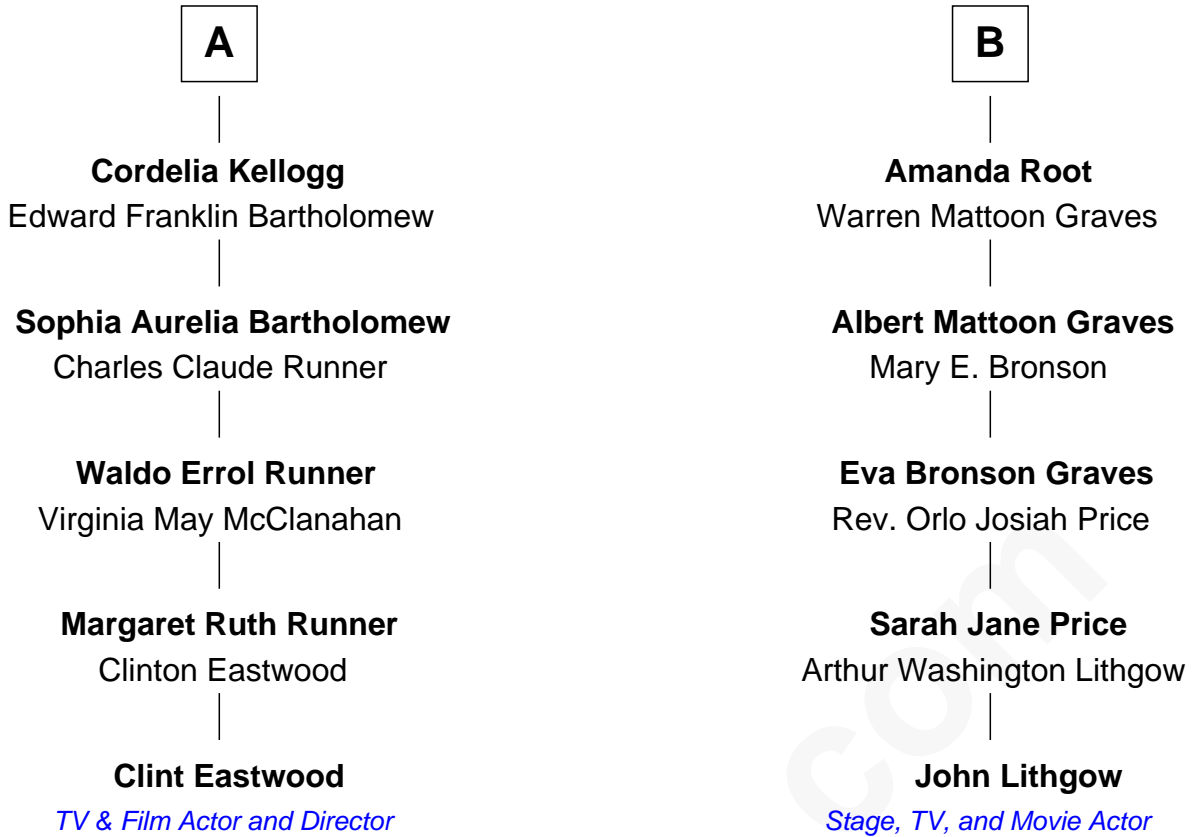 A
Cordelia Kellogg
Edward Franklin Bartholomew
Sophia Aurelia Bartholomew
Charles Claude Runner
Waldo Errol Runner
Virginia May McClanahan
Margaret Ruth Runner
Clinton Eastwood
Clint Eastwood
TV & Film Actor and Director
B
Amanda Root
Warren Mattoon Graves
Albert Mattoon Graves
Mary E. Bronson
Eva Bronson Graves
Rev. Orlo Josiah Price
Sarah Jane Price
Arthur Washington Lithgow
John Lithgow
Stage, TV, and Movie Actor
com